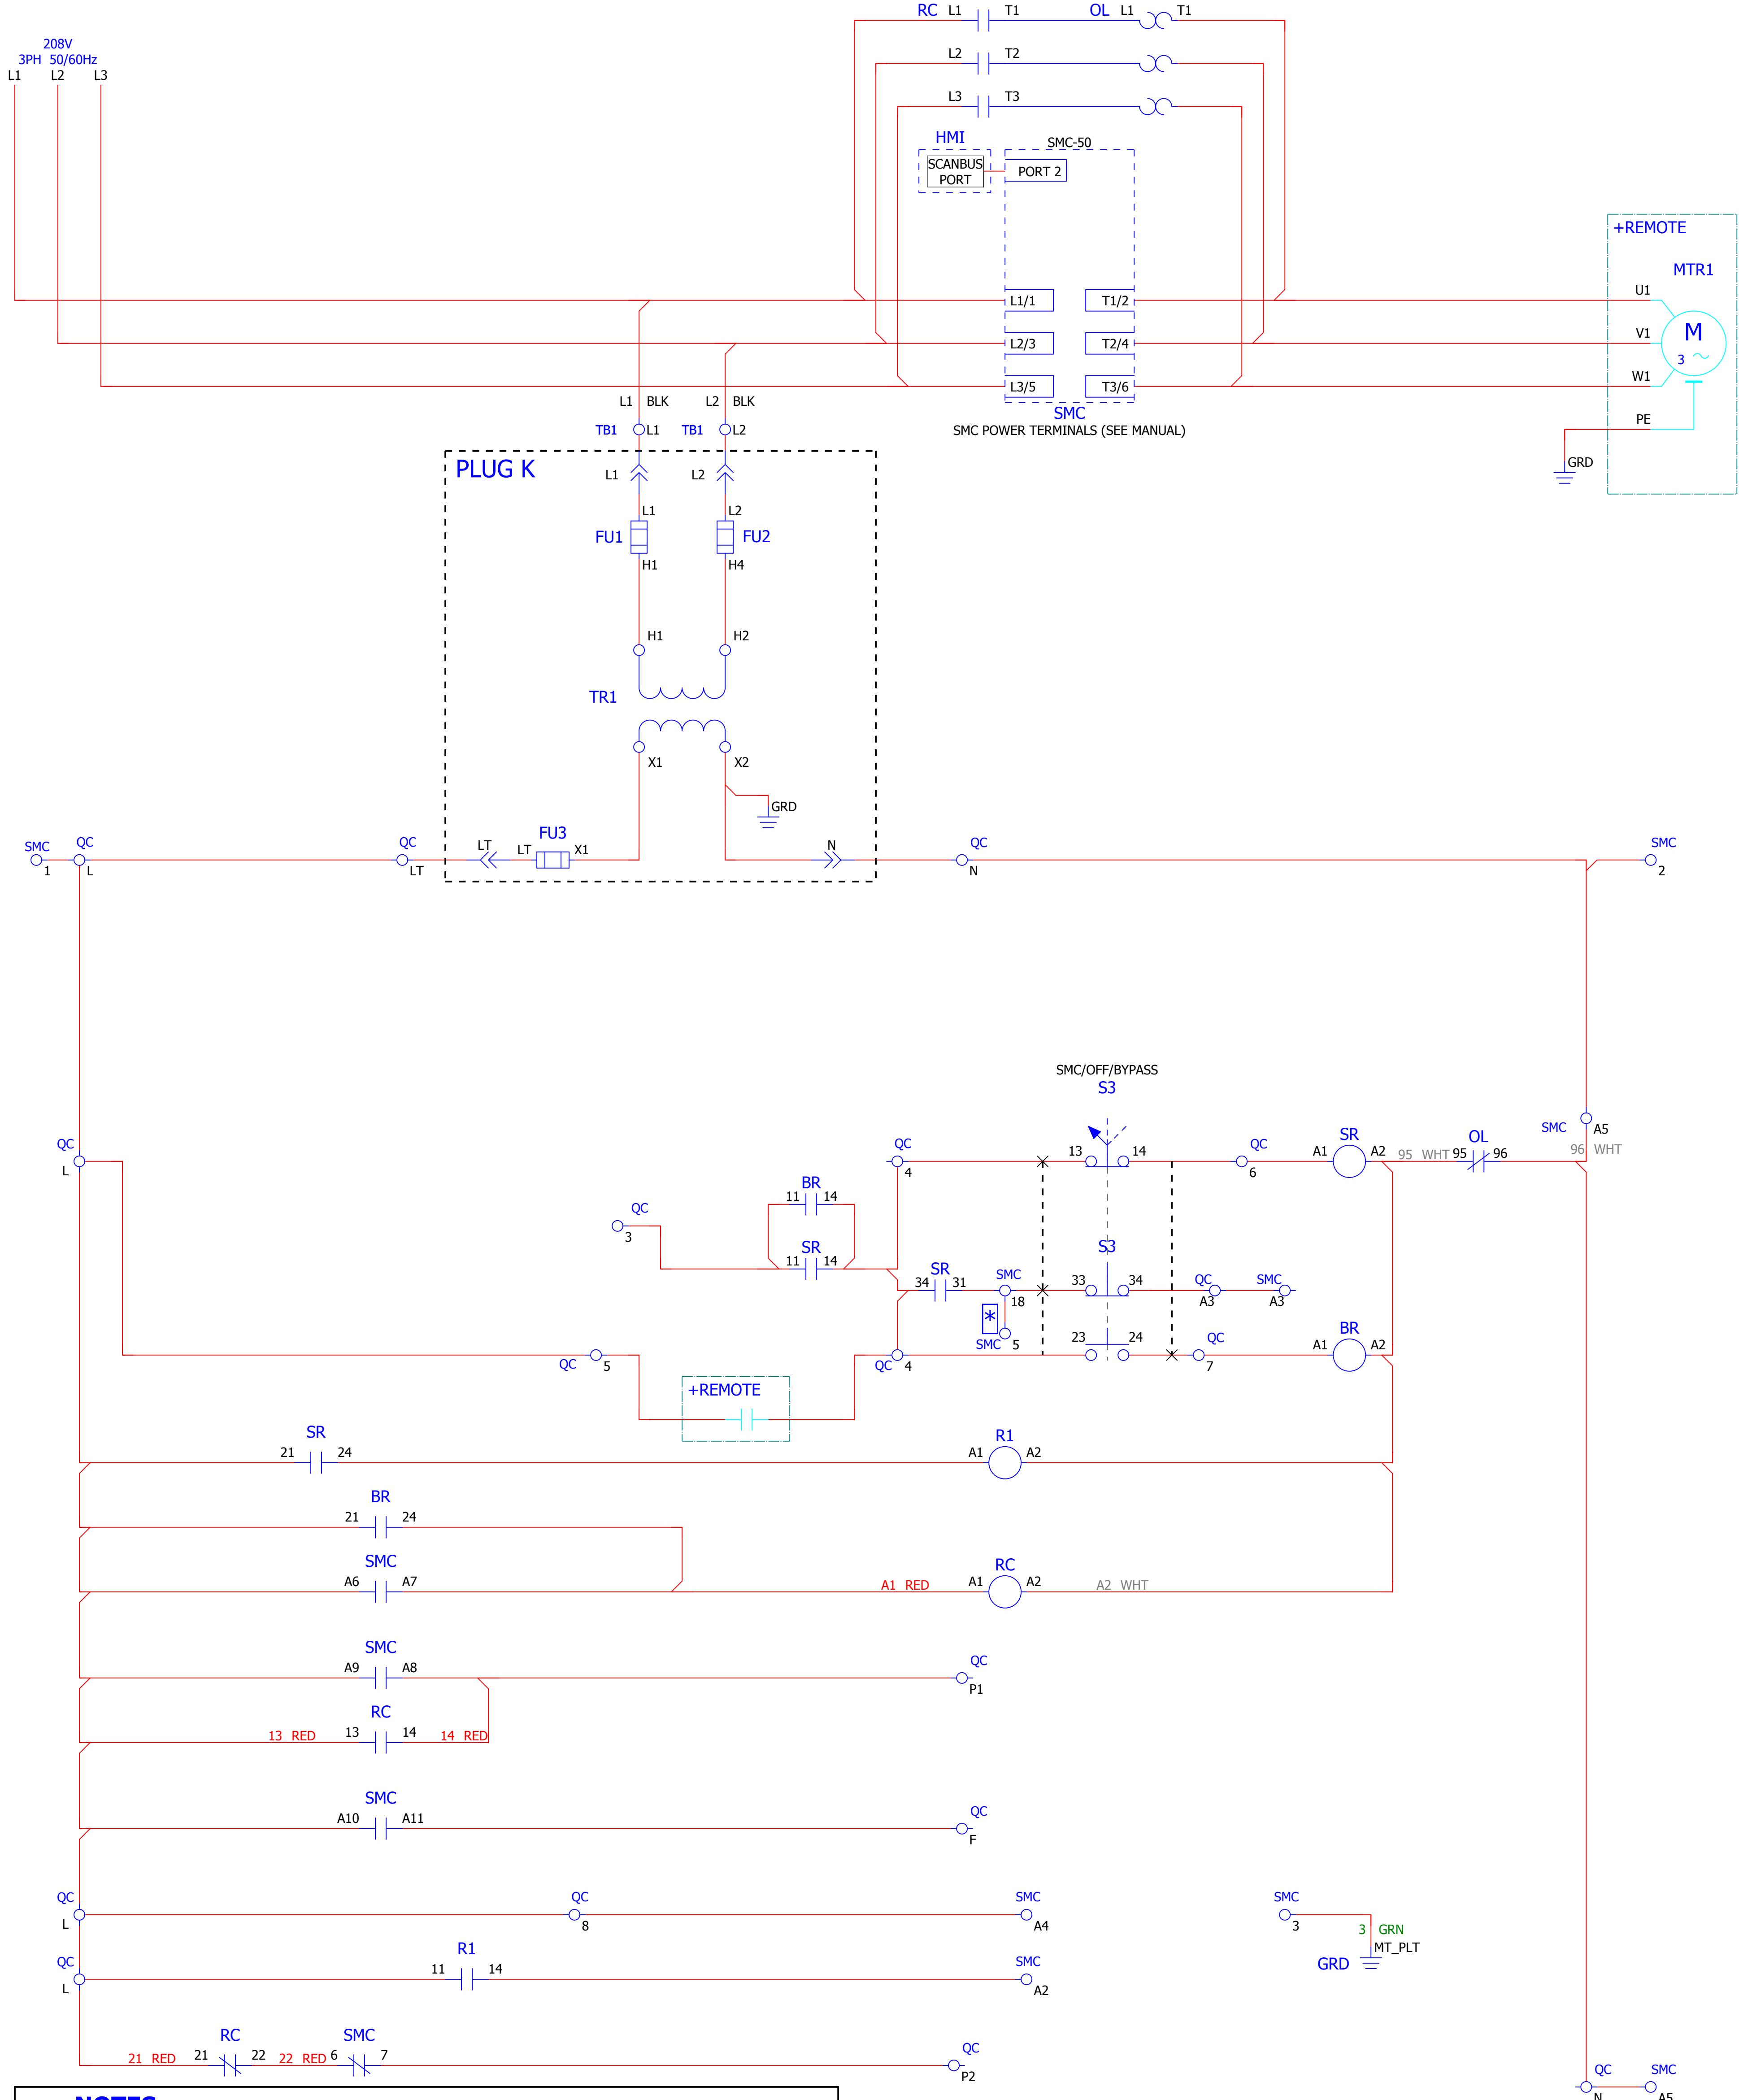 RC L1 T1 OL L1 T1
208V
3PH 50/60Hz
L1 L2 L3
L2 T2
L3 T3
HMI
SMC-50
SCANBUS
PORT
PORT 2
+REMOTE
MTR1
U1
L1/1 T1/2
V1
M
3
L2/3 T2/4
W1
L3/5 T3/6
L1 BLK L2 BLK
SMC
PE
TB1 L1 TB1 L2
SMC POWER TERMINALS (SEE MANUAL)
PLUG K
GRD
L1 L2
L1 L2
FU1 FU2
H1 H4
H1 H2
TR1
X1 X2
GRD
SMC QC QC FU3 N QC SMC
LT LT X1
1 L LT N 2
SMC/OFF/BYPASS
S3
SMC A5
QC QC 13 14 QC SR OL
A1 A2 95 WHT 95 96 96 WHT
L 4 6
BR
11 14
QC
3
SR S3
11 14
SR SMC 33 34 QC SMC
34 31
18 A3 A3
*
SMC 5
23 24 QC BR
A1 A2
QC 5 QC 4 7
+REMOTE
SR R1
21 24 A1 A2
BR
21 24
SMC RC
A6 A7 A1 RED A1 A2 A2 WHT
SMC QC
A9 A8
P1
RC
13 RED 13 14 14 RED
SMC QC
A10 A11
F
QC QC SMC SMC
L 8 A4 3
3 GRN
MT_PLT
GRD
QC R1 SMC
11 14
L A2
RC SMC QC
21 RED 21 22 22 RED 6 7
P2
QC SMC
N A5
NOTES